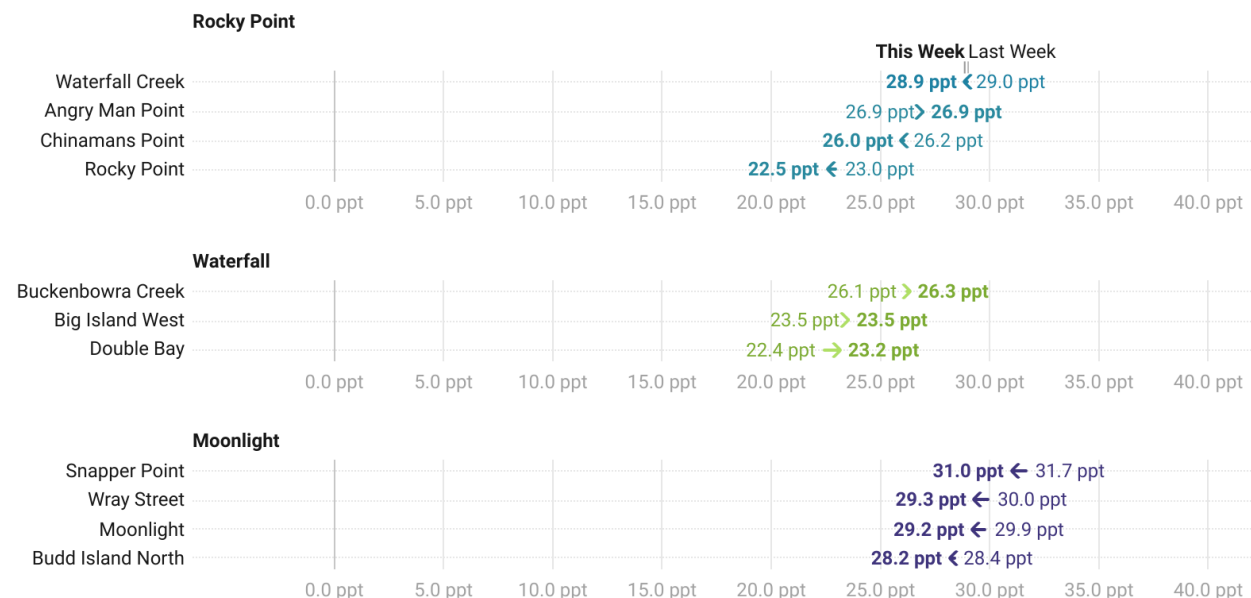 Rocky Point
This Week Last Week
Waterfall Creek 28.9 ppt 29.0 ppt
Angry Man Point 26.9 ppt 26.9 ppt
Chinamans Point 26.0 ppt 26.2 ppt
Rocky Point 22.5 ppt 23.0 ppt
0.0 ppt 5.0 ppt 10.0 ppt 15.0 ppt 20.0 ppt 25.0 ppt 30.0 ppt 35.0 ppt 40.0 ppt
Waterfall
Buckenbowra Creek 26.1 ppt 26.3 ppt
Big Island West 23.5 ppt 23.5 ppt
Double Bay 22.4 ppt 23.2 ppt
0.0 ppt 5.0 ppt 10.0 ppt 15.0 ppt 20.0 ppt 25.0 ppt 30.0 ppt 35.0 ppt 40.0 ppt
Moonlight
Snapper Point 31.0 ppt 31.7 ppt
Wray Street 29.3 ppt 30.0 ppt
Moonlight 29.2 ppt 29.9 ppt
Budd Island North 28.2 ppt 28.4 ppt
0.0 ppt 5.0 ppt 10.0 ppt 15.0 ppt 20.0 ppt 25.0 ppt 30.0 ppt 35.0 ppt 40.0 ppt